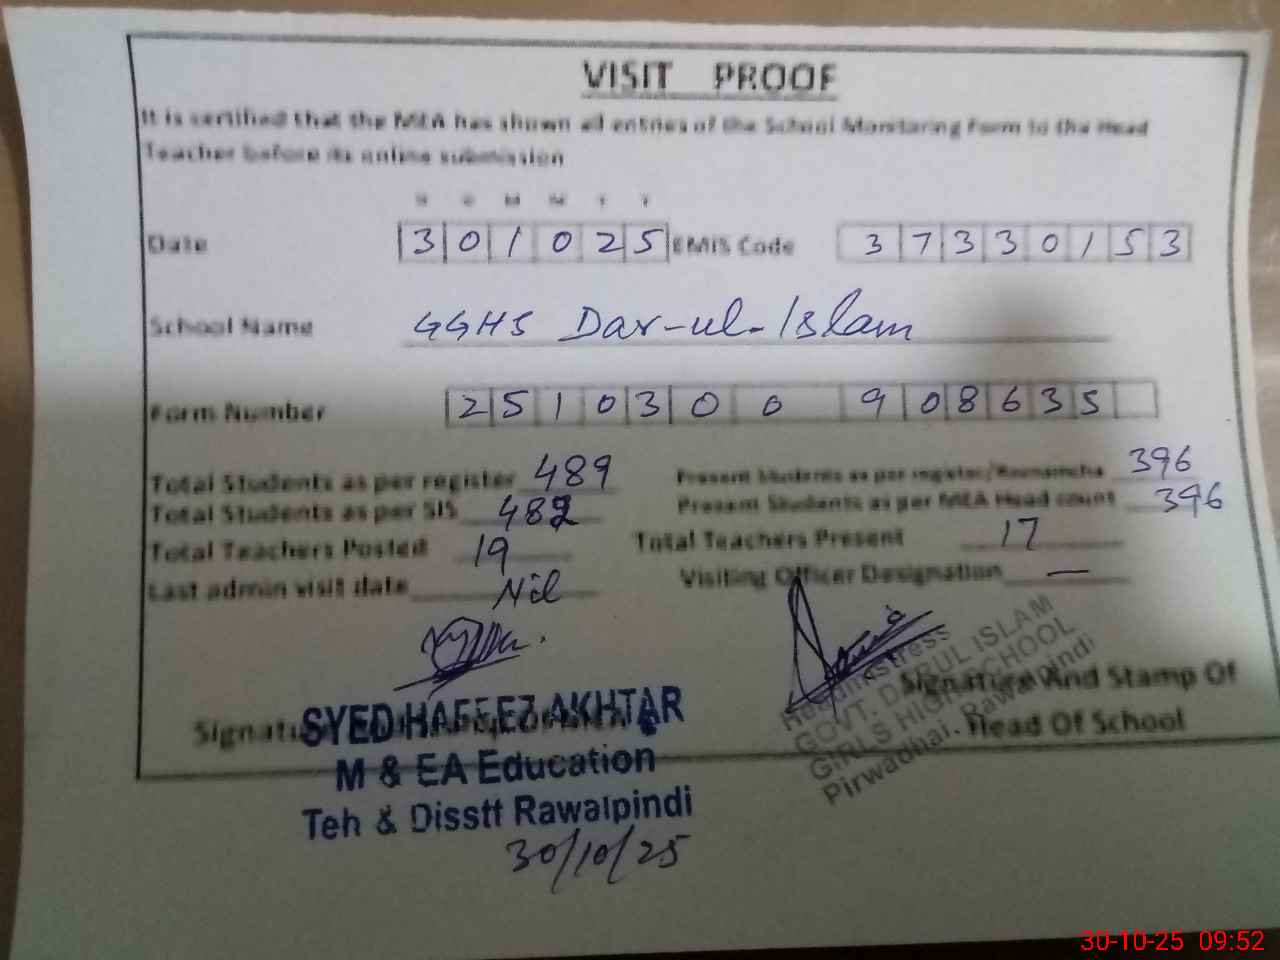 VISIT PROOF
It is certified that the MEA has shown all entries of the School Monitoring Form to the Head
Teacher before its online submission
D D M M Y Y
Date 3 0 1 0 2 5 EMIS Code 3 7 3 3 0 1 5 3
School Name GGHS Dar-ul-Islam
Form Number 2 5 1 0 3 0 0 9 0 8 6 3 5
Total Students as per register 489 Present Students as per register/Roznamcha 396
Total Students as per SIS 482 Present Students as per MEA Head count 396
Total Teachers Posted 19 Total Teachers Present 17
Last admin visit date Nil Visiting Officer Designation —
Signature And Stamp Of
Head Of School
Headmistress
GOVT. DARUL ISLAM
GIRLS HIGH SCHOOL
Pirwadhai. Rawalpindi
SYED HAFEEZ AKHTAR
M & EA Education
Teh & Disstt Rawalpindi
30/10/25
30-10-25 09:52